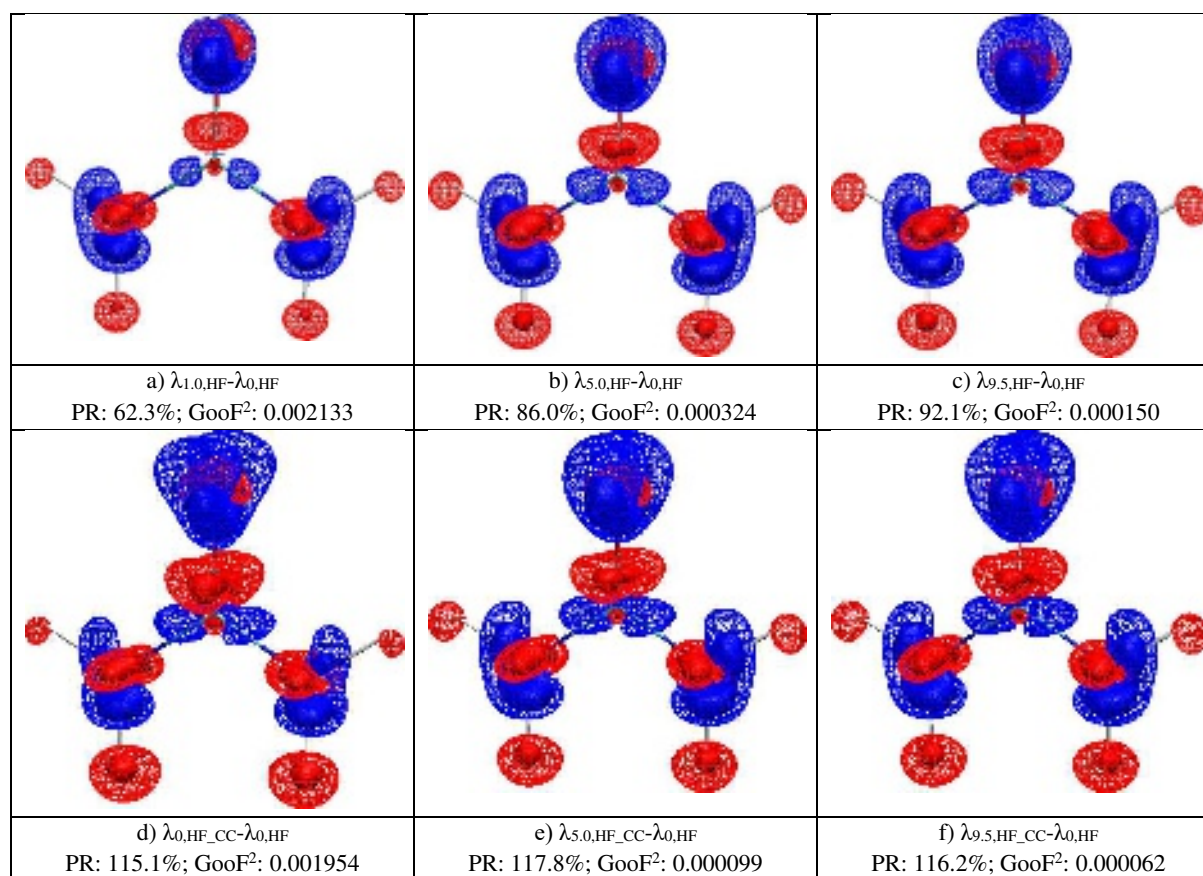 a) λ1.0,HF-λ0,HF
PR: 62.3%; GooF²: 0.002133
b) λ5.0,HF-λ0,HF
PR: 86.0%; GooF²: 0.000324
c) λ9.5,HF-λ0,HF
PR: 92.1%; GooF²: 0.000150
d) λ0,HF_CC-λ0,HF
PR: 115.1%; GooF²: 0.001954
e) λ5.0,HF_CC-λ0,HF
PR: 117.8%; GooF²: 0.000099
f) λ9.5,HF_CC-λ0,HF
PR: 116.2%; GooF²: 0.000062